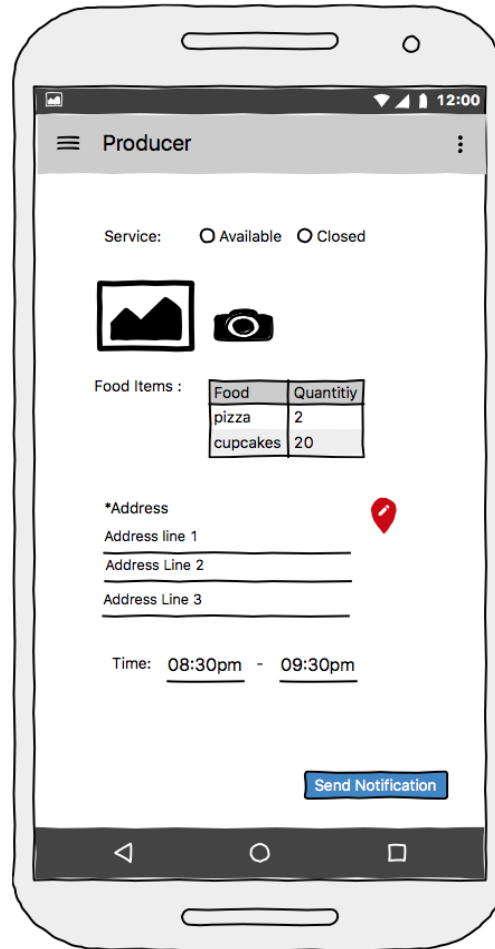 12:00
Producer
Service: Available Closed
Food Items :
Food Quantitiy
pizza 2
cupcakes 20
*Address
Address line 1
Address Line 2
Address Line 3
Time: 08:30pm - 09:30pm
Send Notification